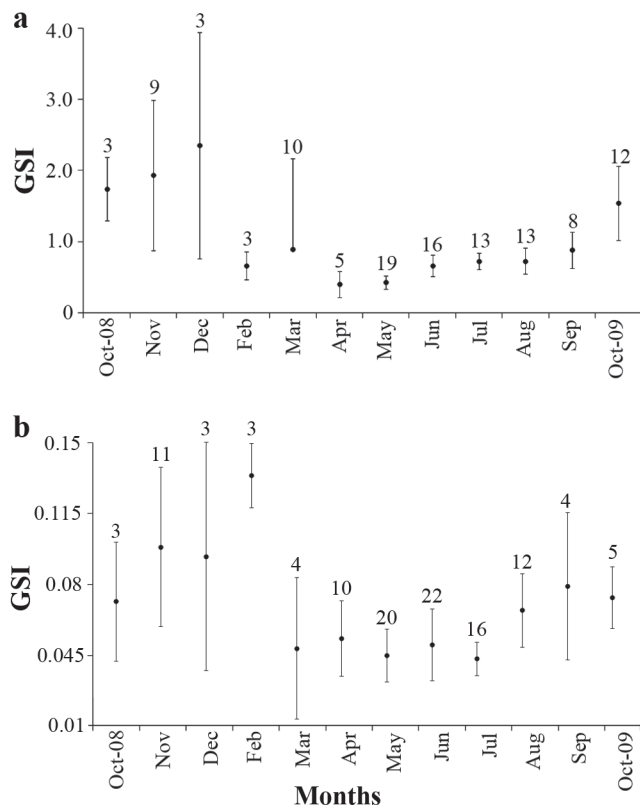 a
GSI
4.0
3.0
2.0
1.0
0
3
9
3
3
10
5
19
16
13
13
8
12
Oct-08
Nov
Dec
Feb
Mar
Apr
May
Jun
Jul
Aug
Sep
Oct-09
b
GSI
0.15
0.115
0.08
0.045
0.01
3
11
3
3
4
10
20
22
16
12
4
5
Oct-08
Nov
Dec
Feb
Mar
Apr
May
Jun
Jul
Aug
Sep
Oct-09
Months